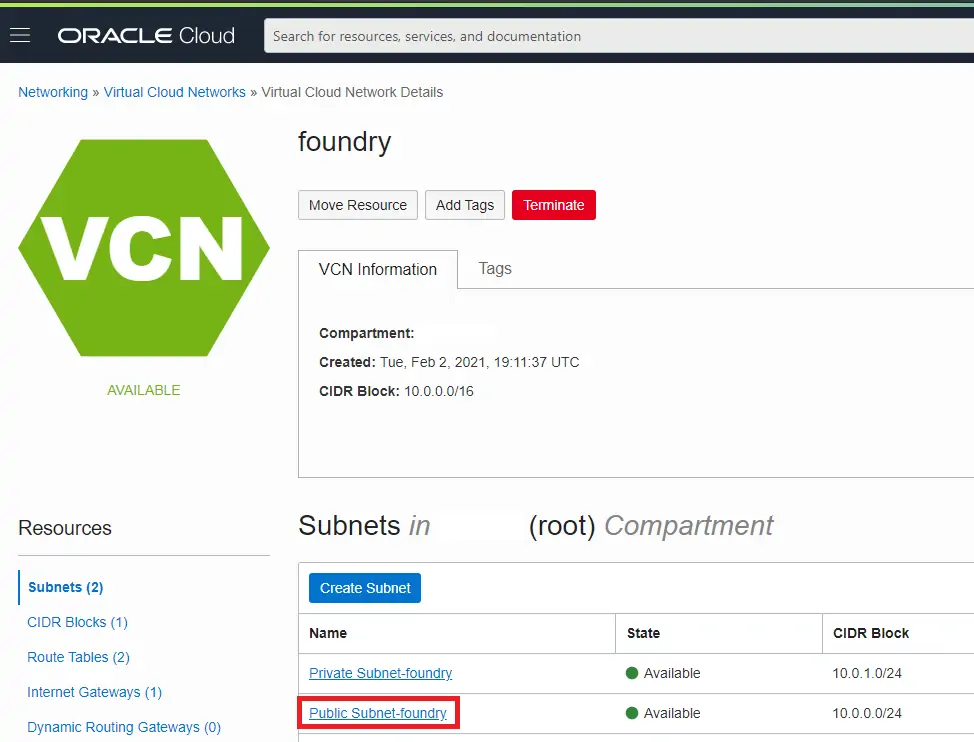 ORACLE Cloud
Search for resources, services, and documentation
Networking » Virtual Cloud Networks » Virtual Cloud Network Details
VCN
AVAILABLE
foundry
Move Resource Add Tags Terminate
VCN Information Tags
Compartment:
Created: Tue, Feb 2, 2021, 19:11:37 UTC
CIDR Block: 10.0.0.0/16
Resources
Subnets (2)
CIDR Blocks (1)
Route Tables (2)
Internet Gateways (1)
Dynamic Routing Gateways (0)
Subnets in (root) Compartment
Create Subnet
Name State CIDR Block
Private Subnet-foundry Available 10.0.1.0/24
Public Subnet-foundry Available 10.0.0.0/24